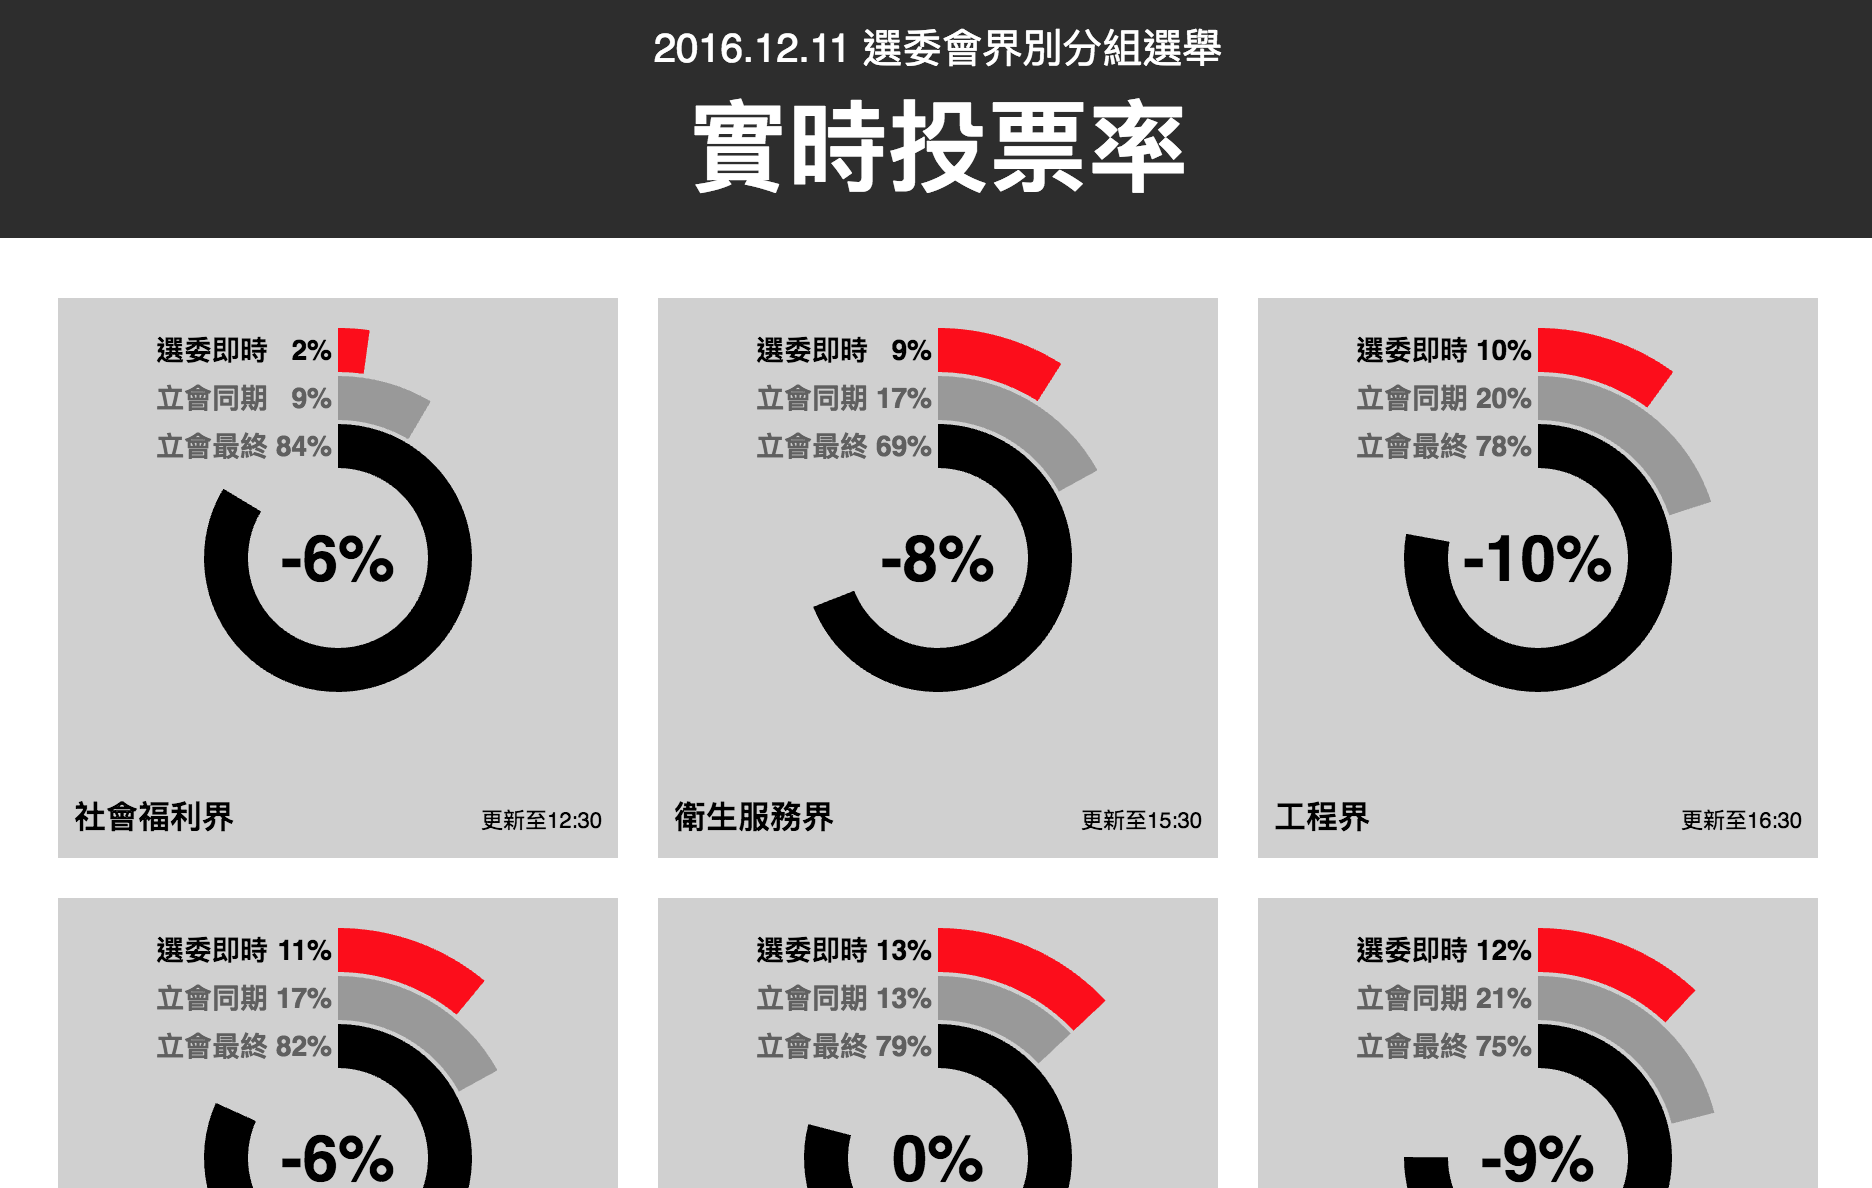 2016.12.11 選委會界別分組選舉
實時投票率
選委即時 2%
立會同期 9%
立會最終 84%
-6%
社會福利界 更新至12:30
選委即時 9%
立會同期 17%
立會最終 69%
-8%
衛生服務界 更新至15:30
選委即時 10%
立會同期 20%
立會最終 78%
-10%
工程界 更新至16:30
選委即時 11%
立會同期 17%
立會最終 82%
-6%
選委即時 13%
立會同期 13%
立會最終 79%
0%
選委即時 12%
立會同期 21%
立會最終 75%
-9%